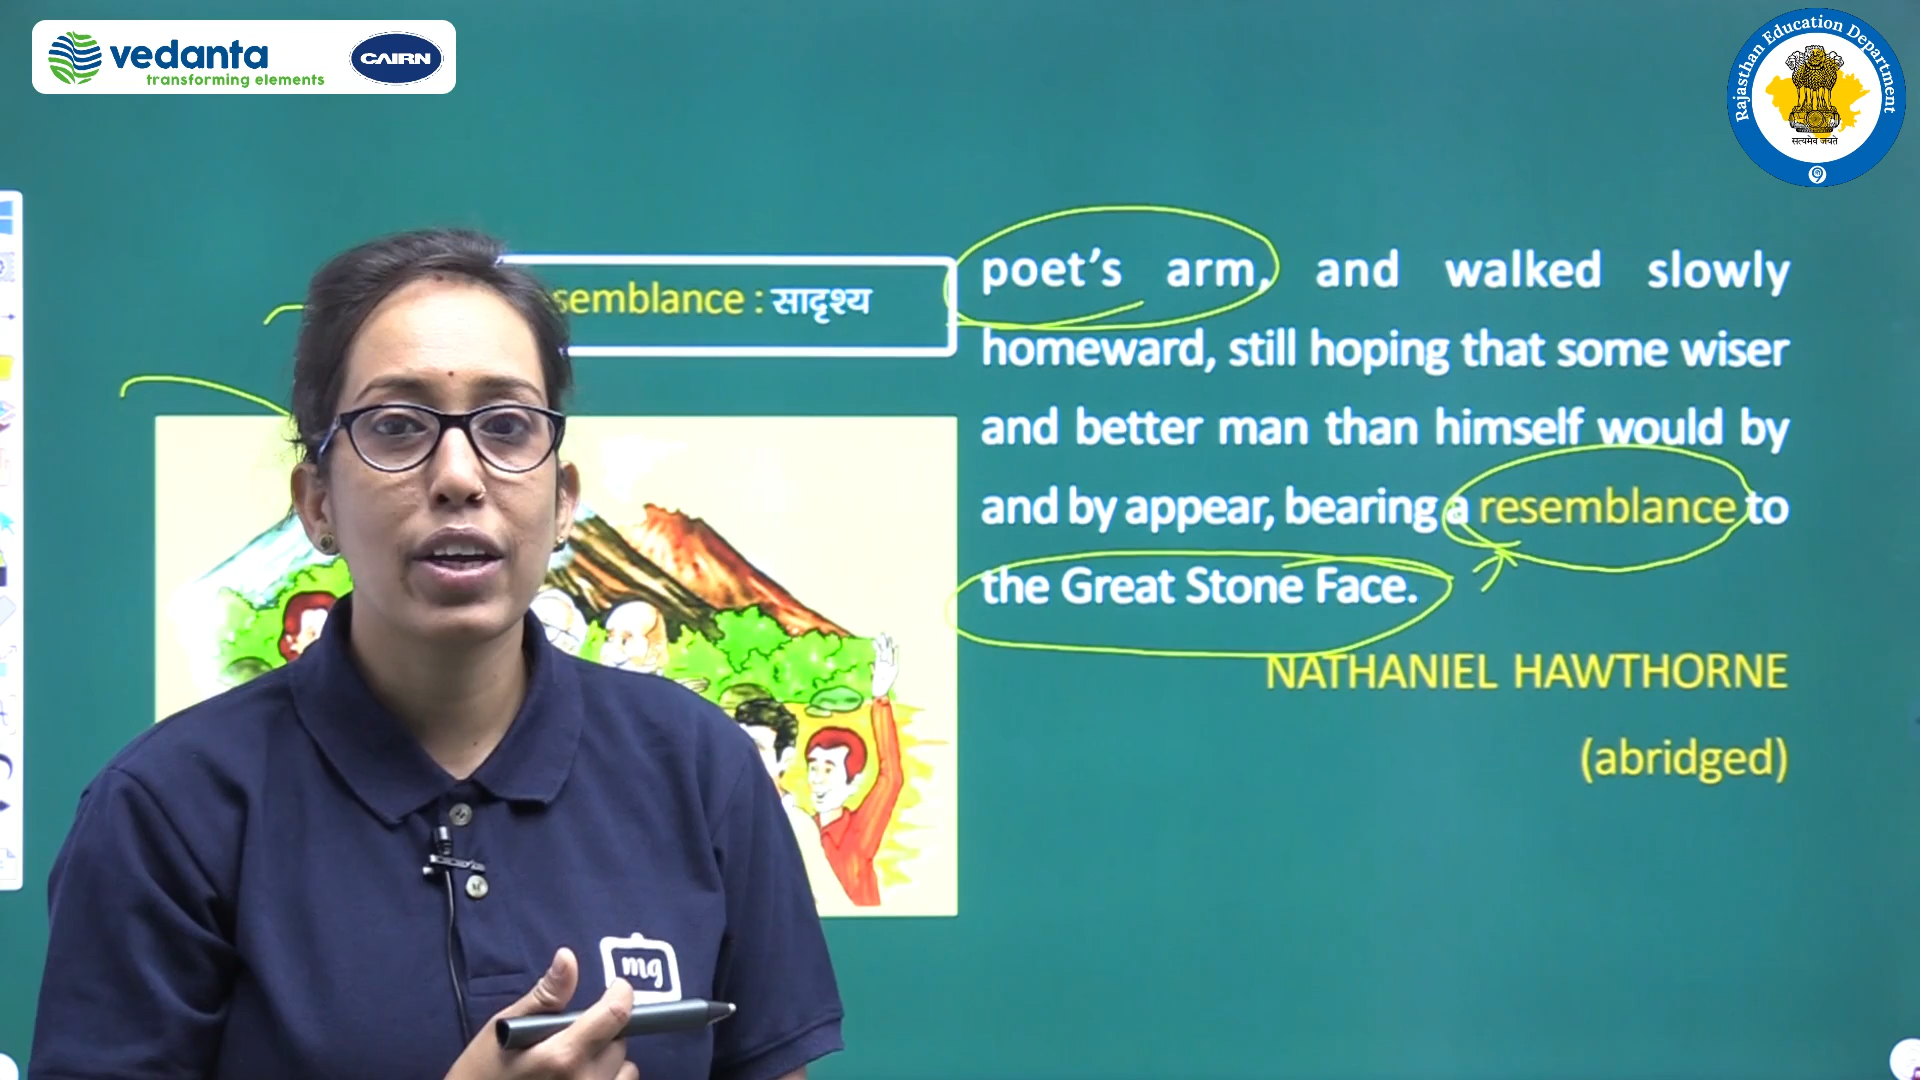 vedanta
transforming elements
CAIRN
Rajasthan Education Department
सत्यमेव जयते
semblance : सादृश्य
poet's arm, and walked slowly
homeward, still hoping that some wiser
and better man than himself would by
and by appear, bearing a resemblance to
the Great Stone Face.
NATHANIEL HAWTHORNE
(abridged)
mg